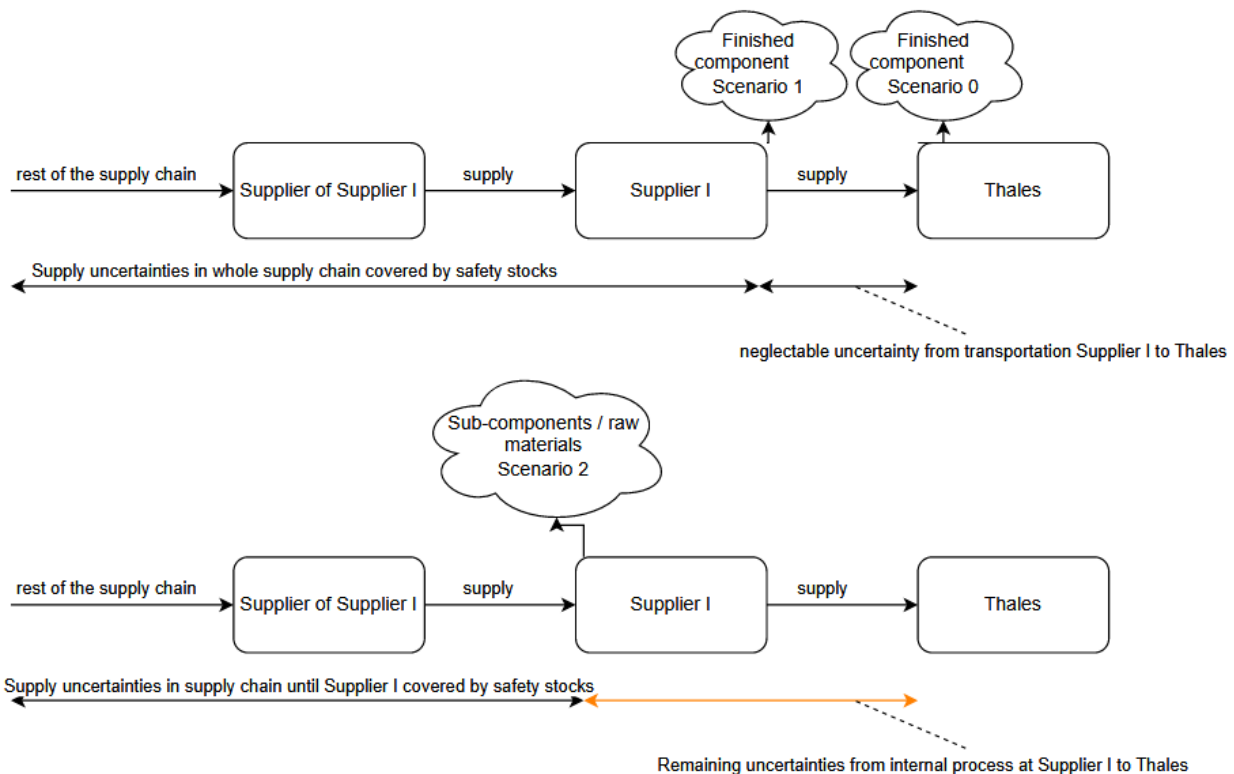 Finished
component
Scenario 1
Finished
component
Scenario 0
rest of the supply chain
Supplier of Supplier I
supply
Supplier I
supply
Thales
Supply uncertainties in whole supply chain covered by safety stocks
neglectable uncertainty from transportation Supplier I to Thales
Sub-components / raw
materials
Scenario 2
rest of the supply chain
Supplier of Supplier I
supply
Supplier I
supply
Thales
Supply uncertainties in supply chain until Supplier I covered by safety stocks
Remaining uncertainties from internal process at Supplier I to Thales